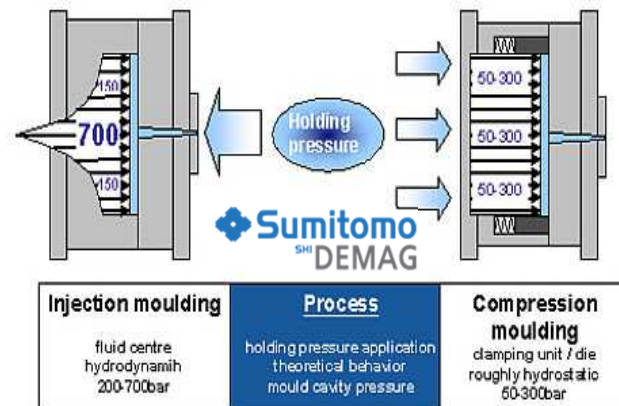 150
700
150
Holding
pressure
50-300
50-300
50-300
Sumitomo
SHI DEMAG
Injection moulding
fluid centre
hydrodynamih
200-700bar
Process
holding pressure application
theoretical behavior
mould cavity pressure
Compression
moulding
clamping unit / die
roughly hydrostatic
50-300bar